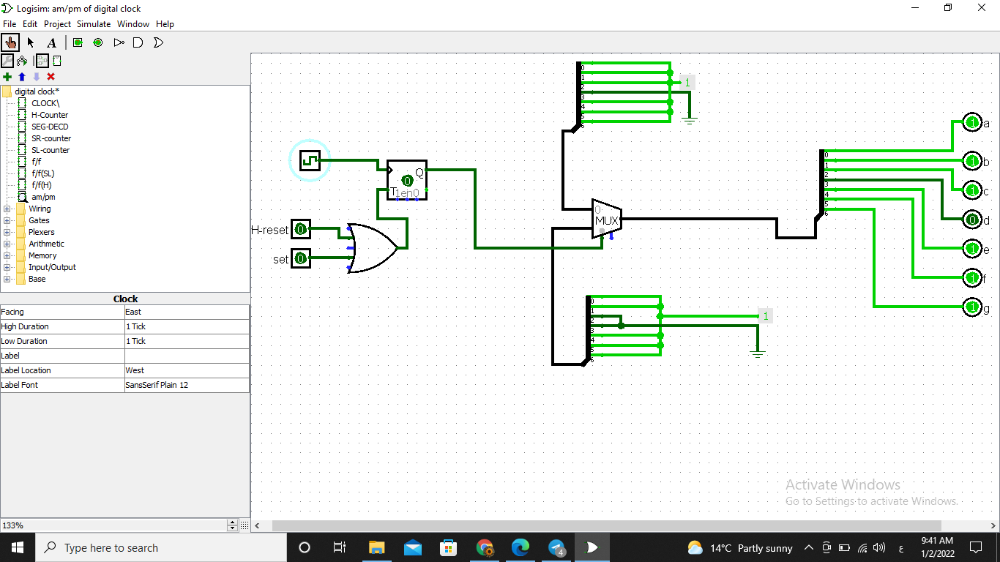 Logisim: am/pm of digital clock
File Edit Project Simulate Window Help
A
digital clock*
CLOCK\
H-Counter
SEG-DECD
SR-counter
SL-counter
f/f
f/f(SL)
f/f(H)
am/pm
Wiring
Gates
Plexers
Arithmetic
Memory
Input/Output
Base
Clock
Facing East
High Duration 1 Tick
Low Duration 1 Tick
Label
Label Location West
Label Font SansSerif Plain 12
133%
0
1
2
3
4
5
6
1
Q
0
T 1en0
H-reset 0
set 0
0
MUX
0
1
2
3
4
5
6
1
0
1
2
3
4
5
6
1 a
1 b
1 c
0 d
1 e
1 f
1 g
Activate Windows
Go to Settings to activate Windows.
Type here to search
4
14°C Partly sunny
ع
9:41 AM
1/2/2022